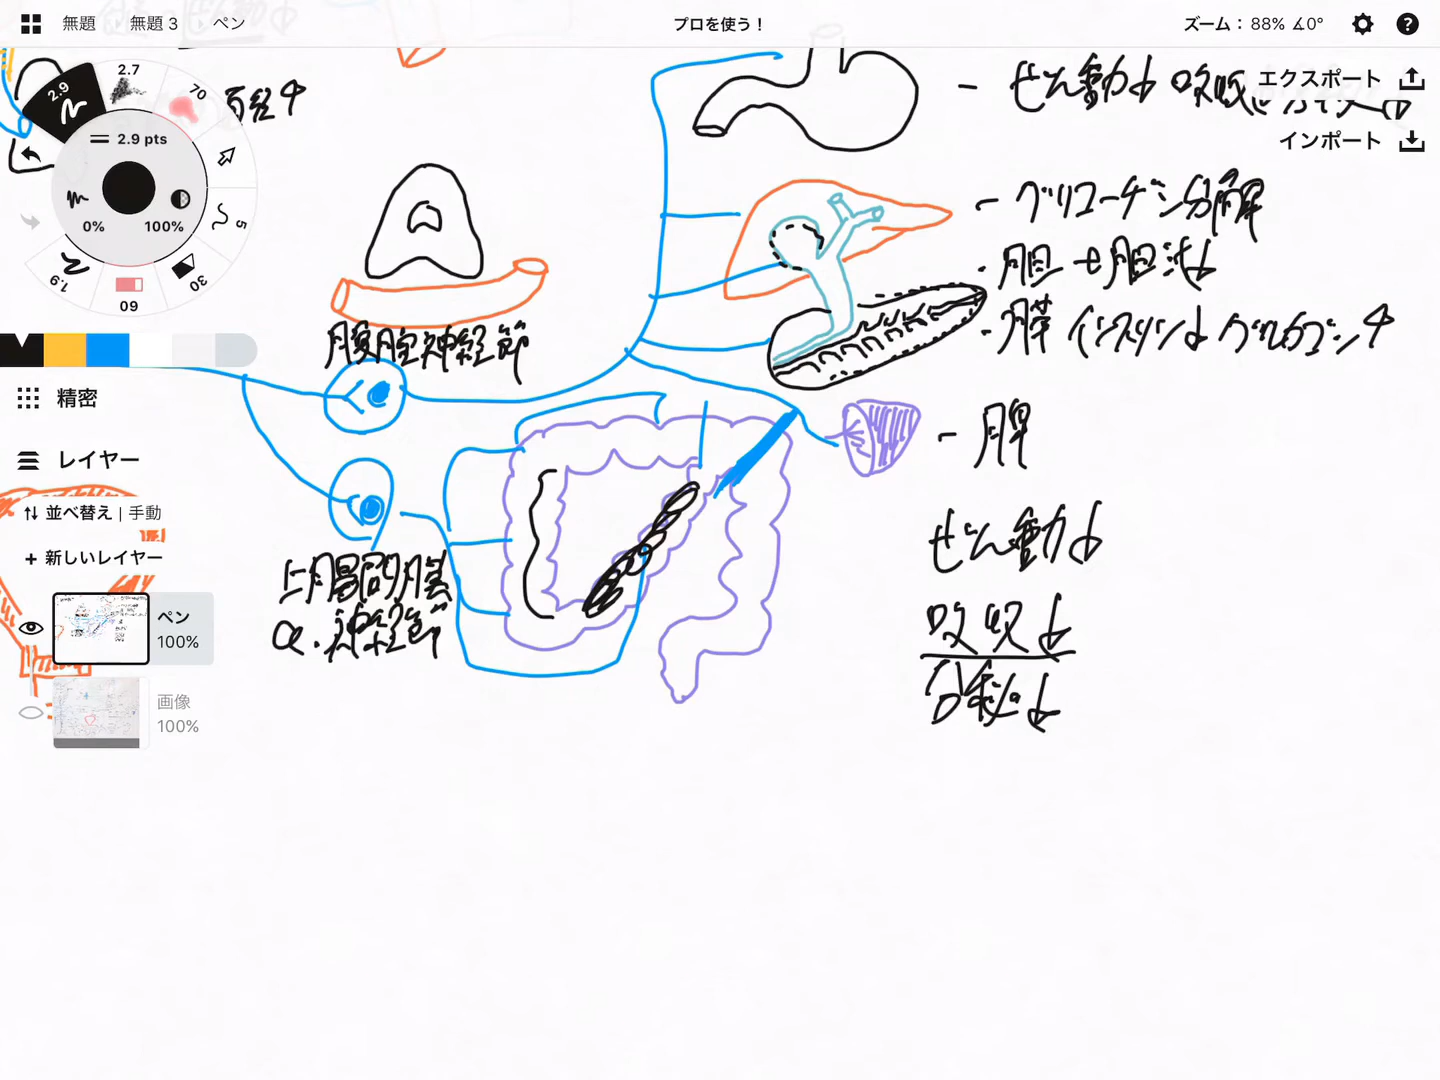 無題 無題 3 ペン プロを使う！ ズーム： 88% ∡0°
2.7
2.9
70
2.9 pts
0% 100%
5
1.9
60
30
ぜん動↓ 吸収
エクスポート
インポート
グリコーゲン分解
胆 胆汁↓
膵 インスリン↓ グルカゴン↑
腹腔神経節
精密
レイヤー
並べ替え | 手動
+ 新しいレイヤー
ペン
100%
画像
100%
上腸間膜
神経節
脾
ぜん動↓
吸収↓
分泌↓